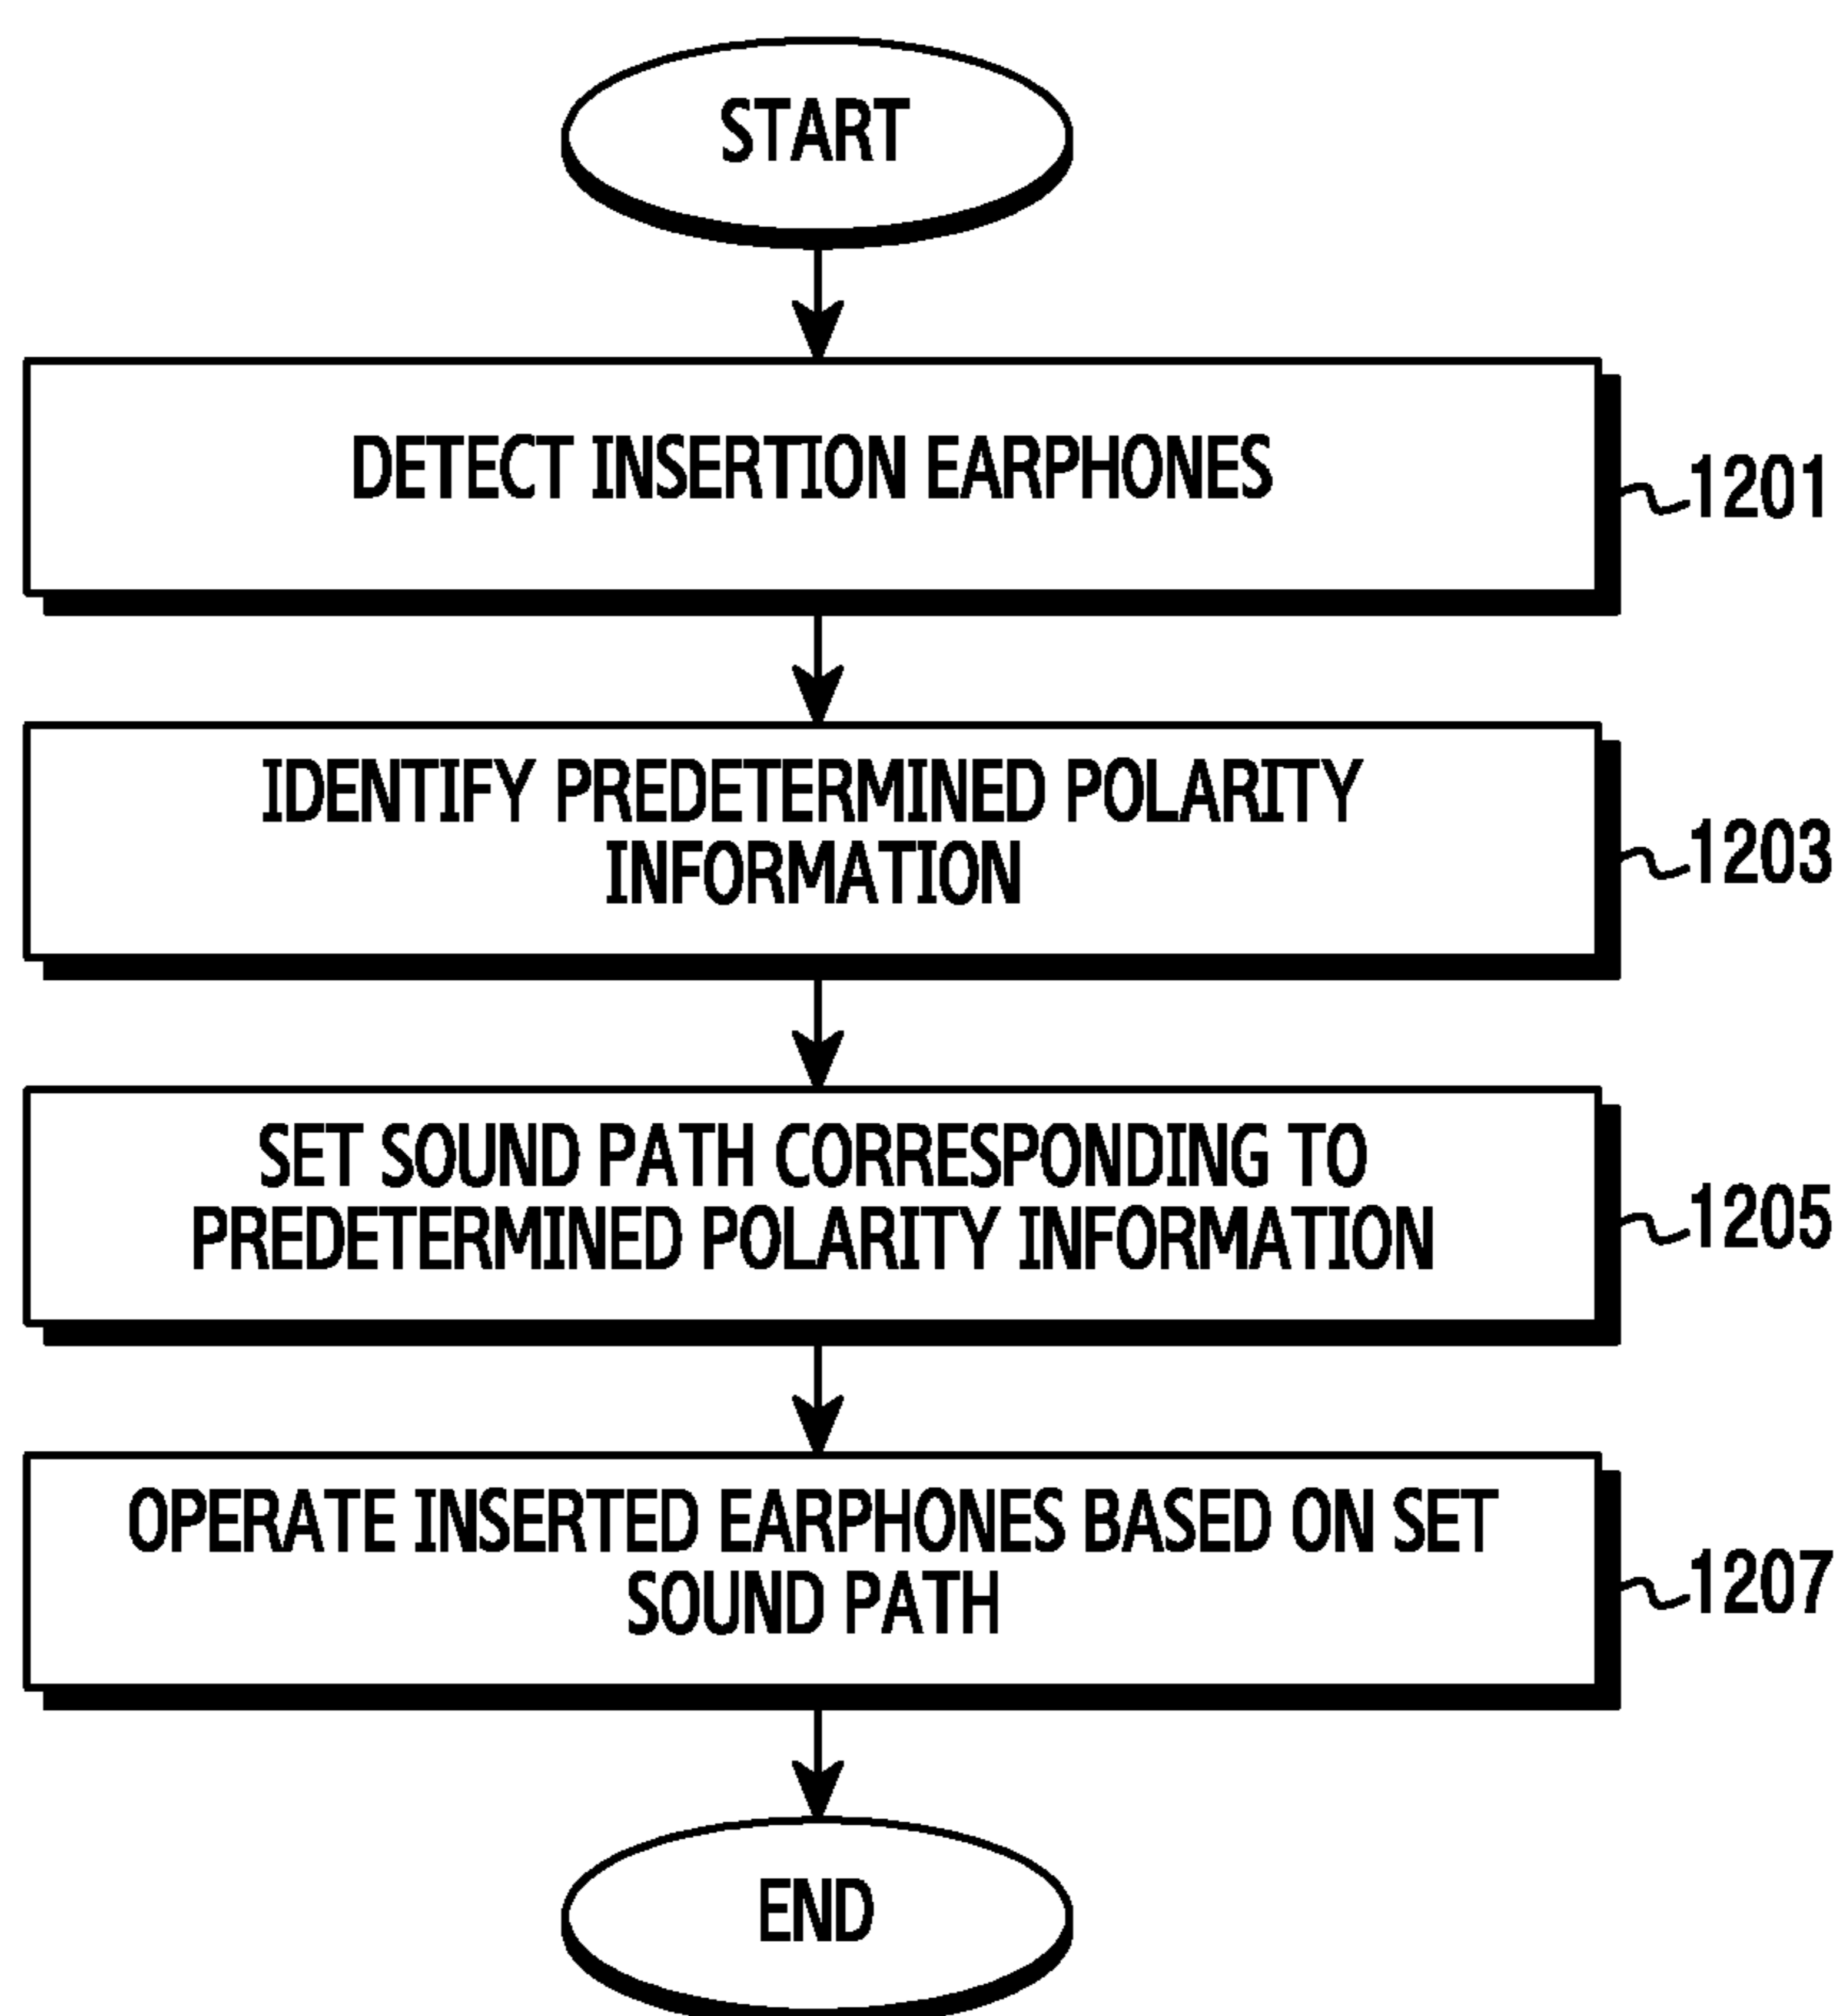 START
DETECT INSERTION EARPHONES
1201
IDENTIFY PREDETERMINED POLARITY
INFORMATION
1203
SET SOUND PATH CORRESPONDING TO
PREDETERMINED POLARITY INFORMATION
1205
OPERATE INSERTED EARPHONES BASED ON SET
SOUND PATH
1207
END